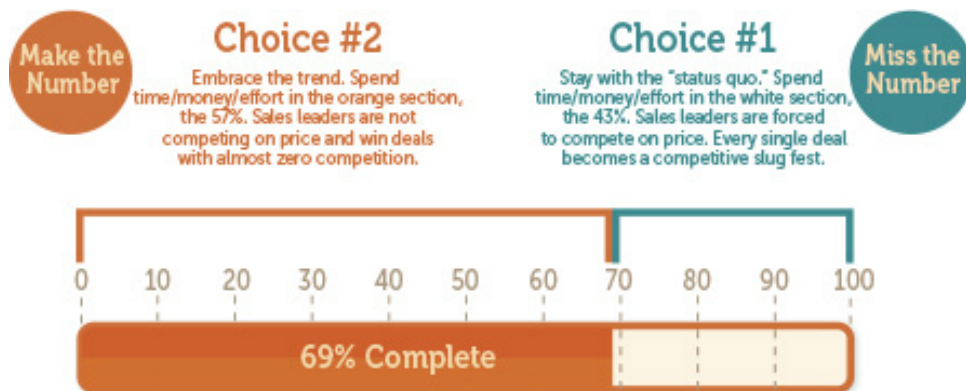 Make the
Number
Choice #2
Embrace the trend. Spend
time/money/effort in the orange section,
the 57%. Sales leaders are not
competing on price and win deals
with almost zero competition.
Choice #1
Stay with the "status quo." Spend
time/money/effort in the white section,
the 43%. Sales leaders are forced
to compete on price. Every single deal
becomes a competitive slug fest.
Miss the
Number
0 10 20 30 40 50 60 70 80 90 100
69% Complete